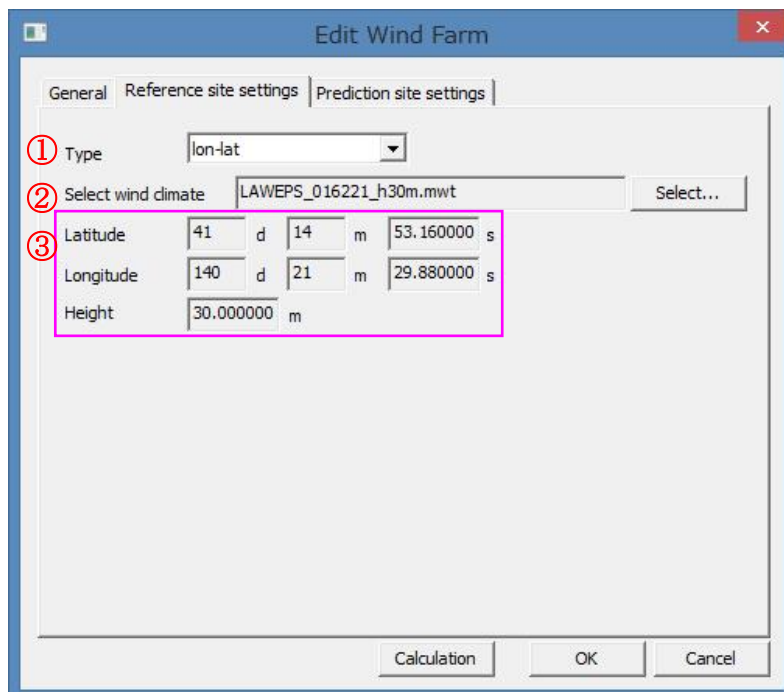 Edit Wind Farm
General Reference site settings Prediction site settings
① Type lon-lat
② Select wind climate LAWEPS_016221_h30m.mwt Select...
③ Latitude 41 d 14 m 53.160000 s
Longitude 140 d 21 m 29.880000 s
Height 30.000000 m
Calculation OK Cancel